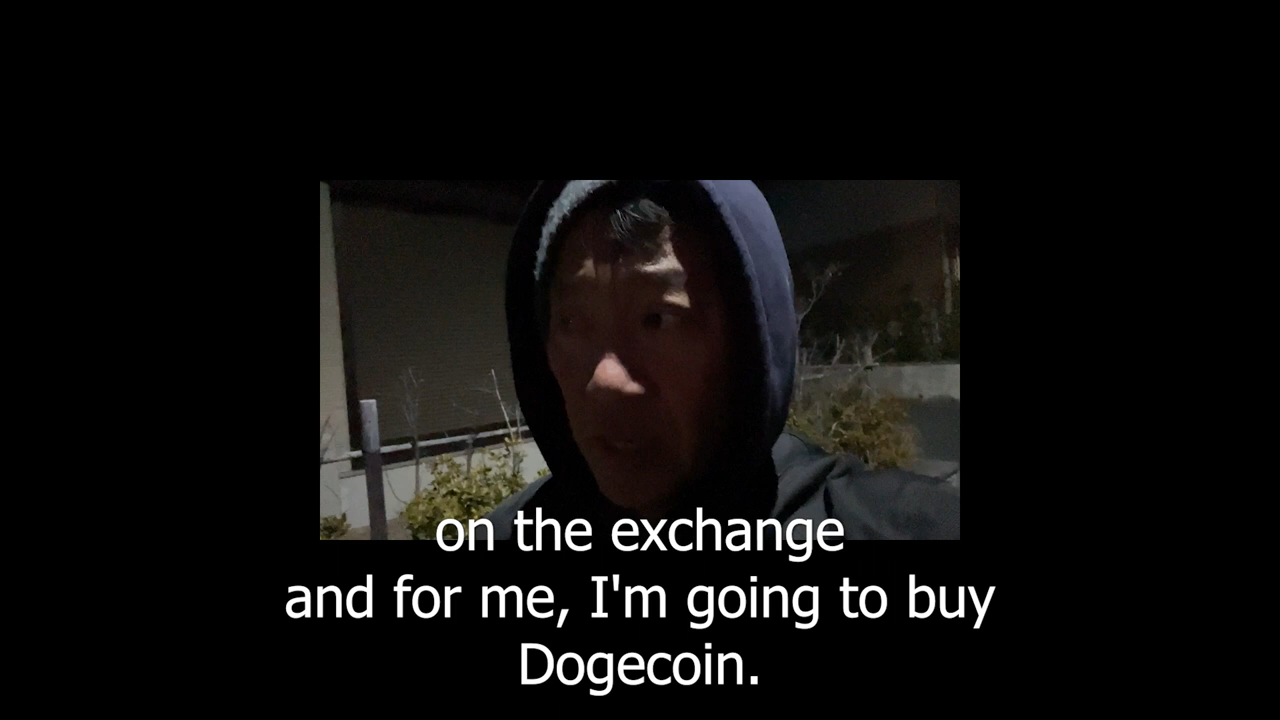 on the exchange
and for me, I'm going to buy
Dogecoin.